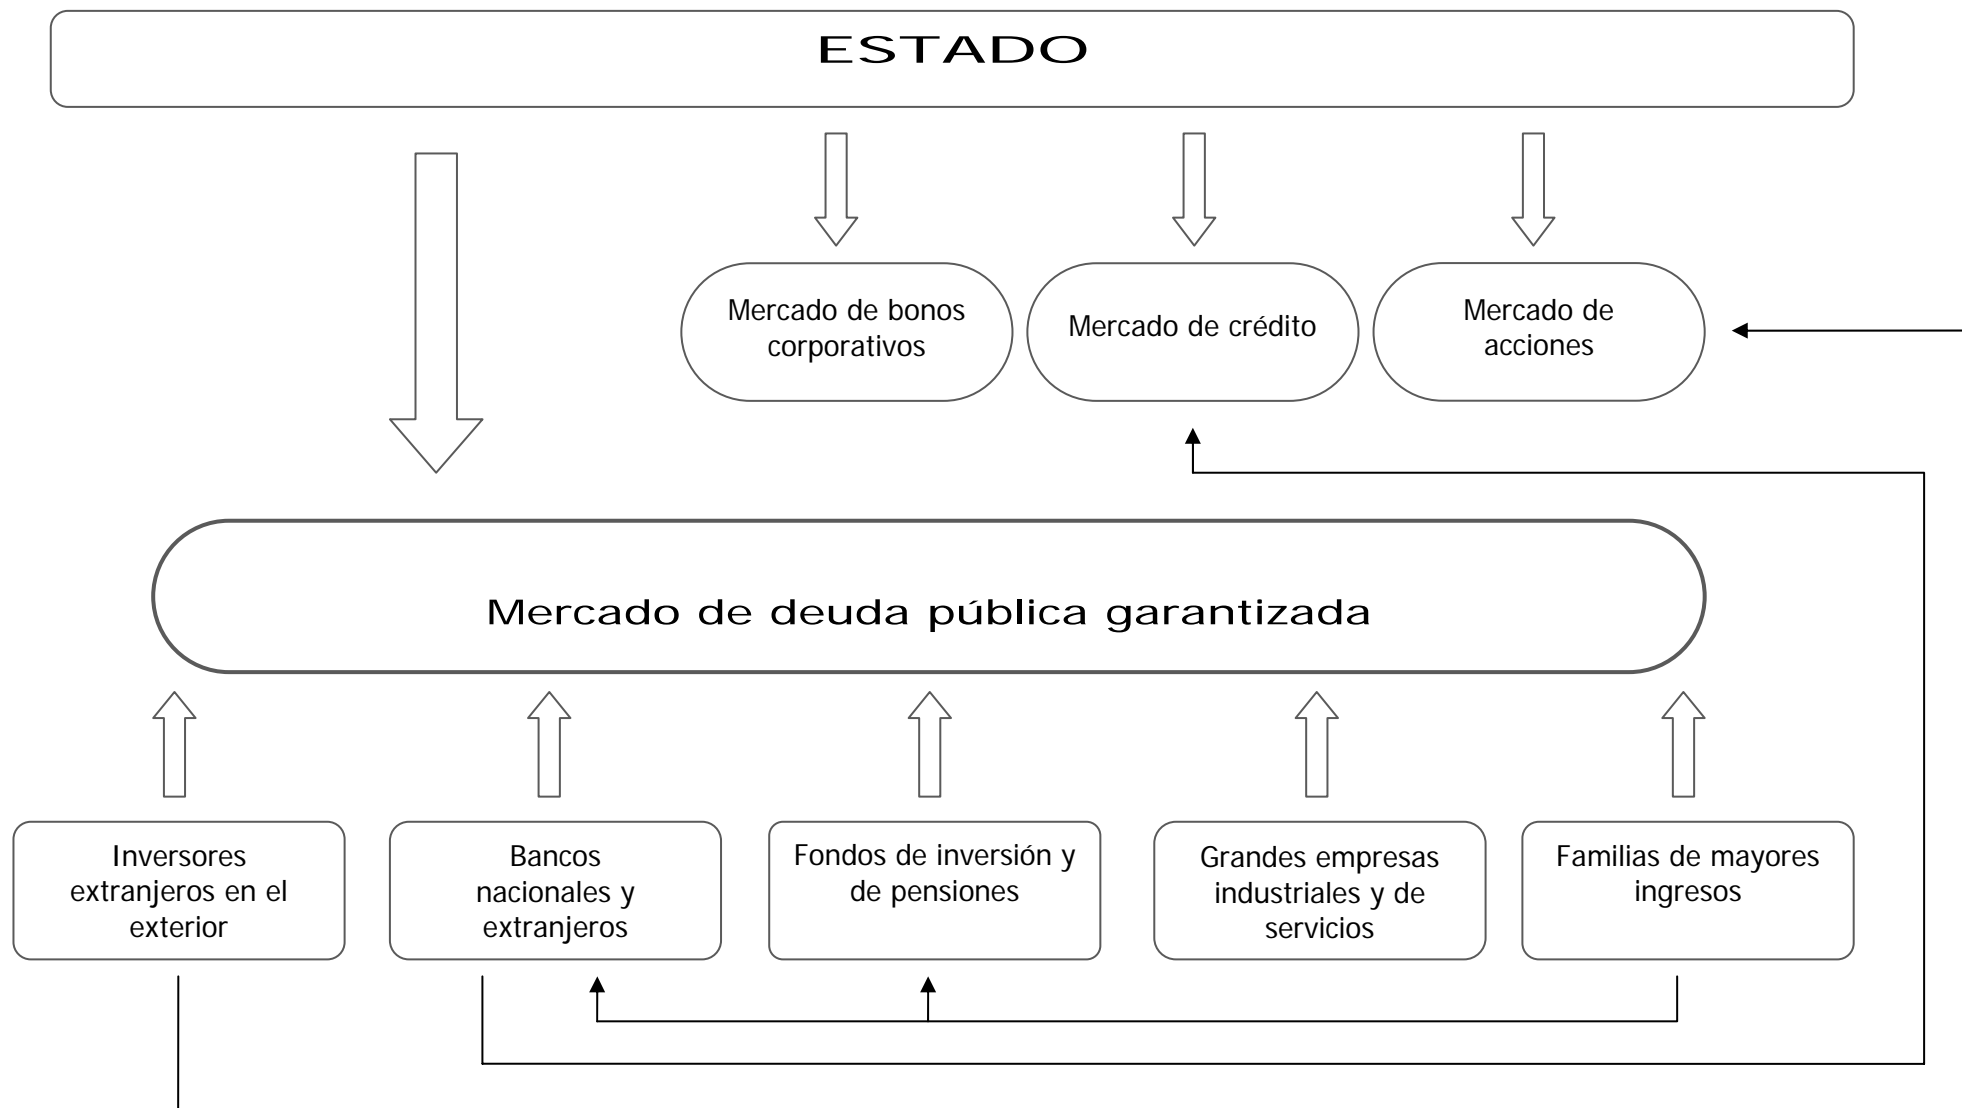 ESTADO
Mercado de bonos
corporativos
Mercado de crédito
Mercado de
acciones
Mercado de deuda pública garantizada
Inversores
extranjeros en el
exterior
Bancos
nacionales y
extranjeros
Fondos de inversión y
de pensiones
Grandes empresas
industriales y de
servicios
Familias de mayores
ingresos